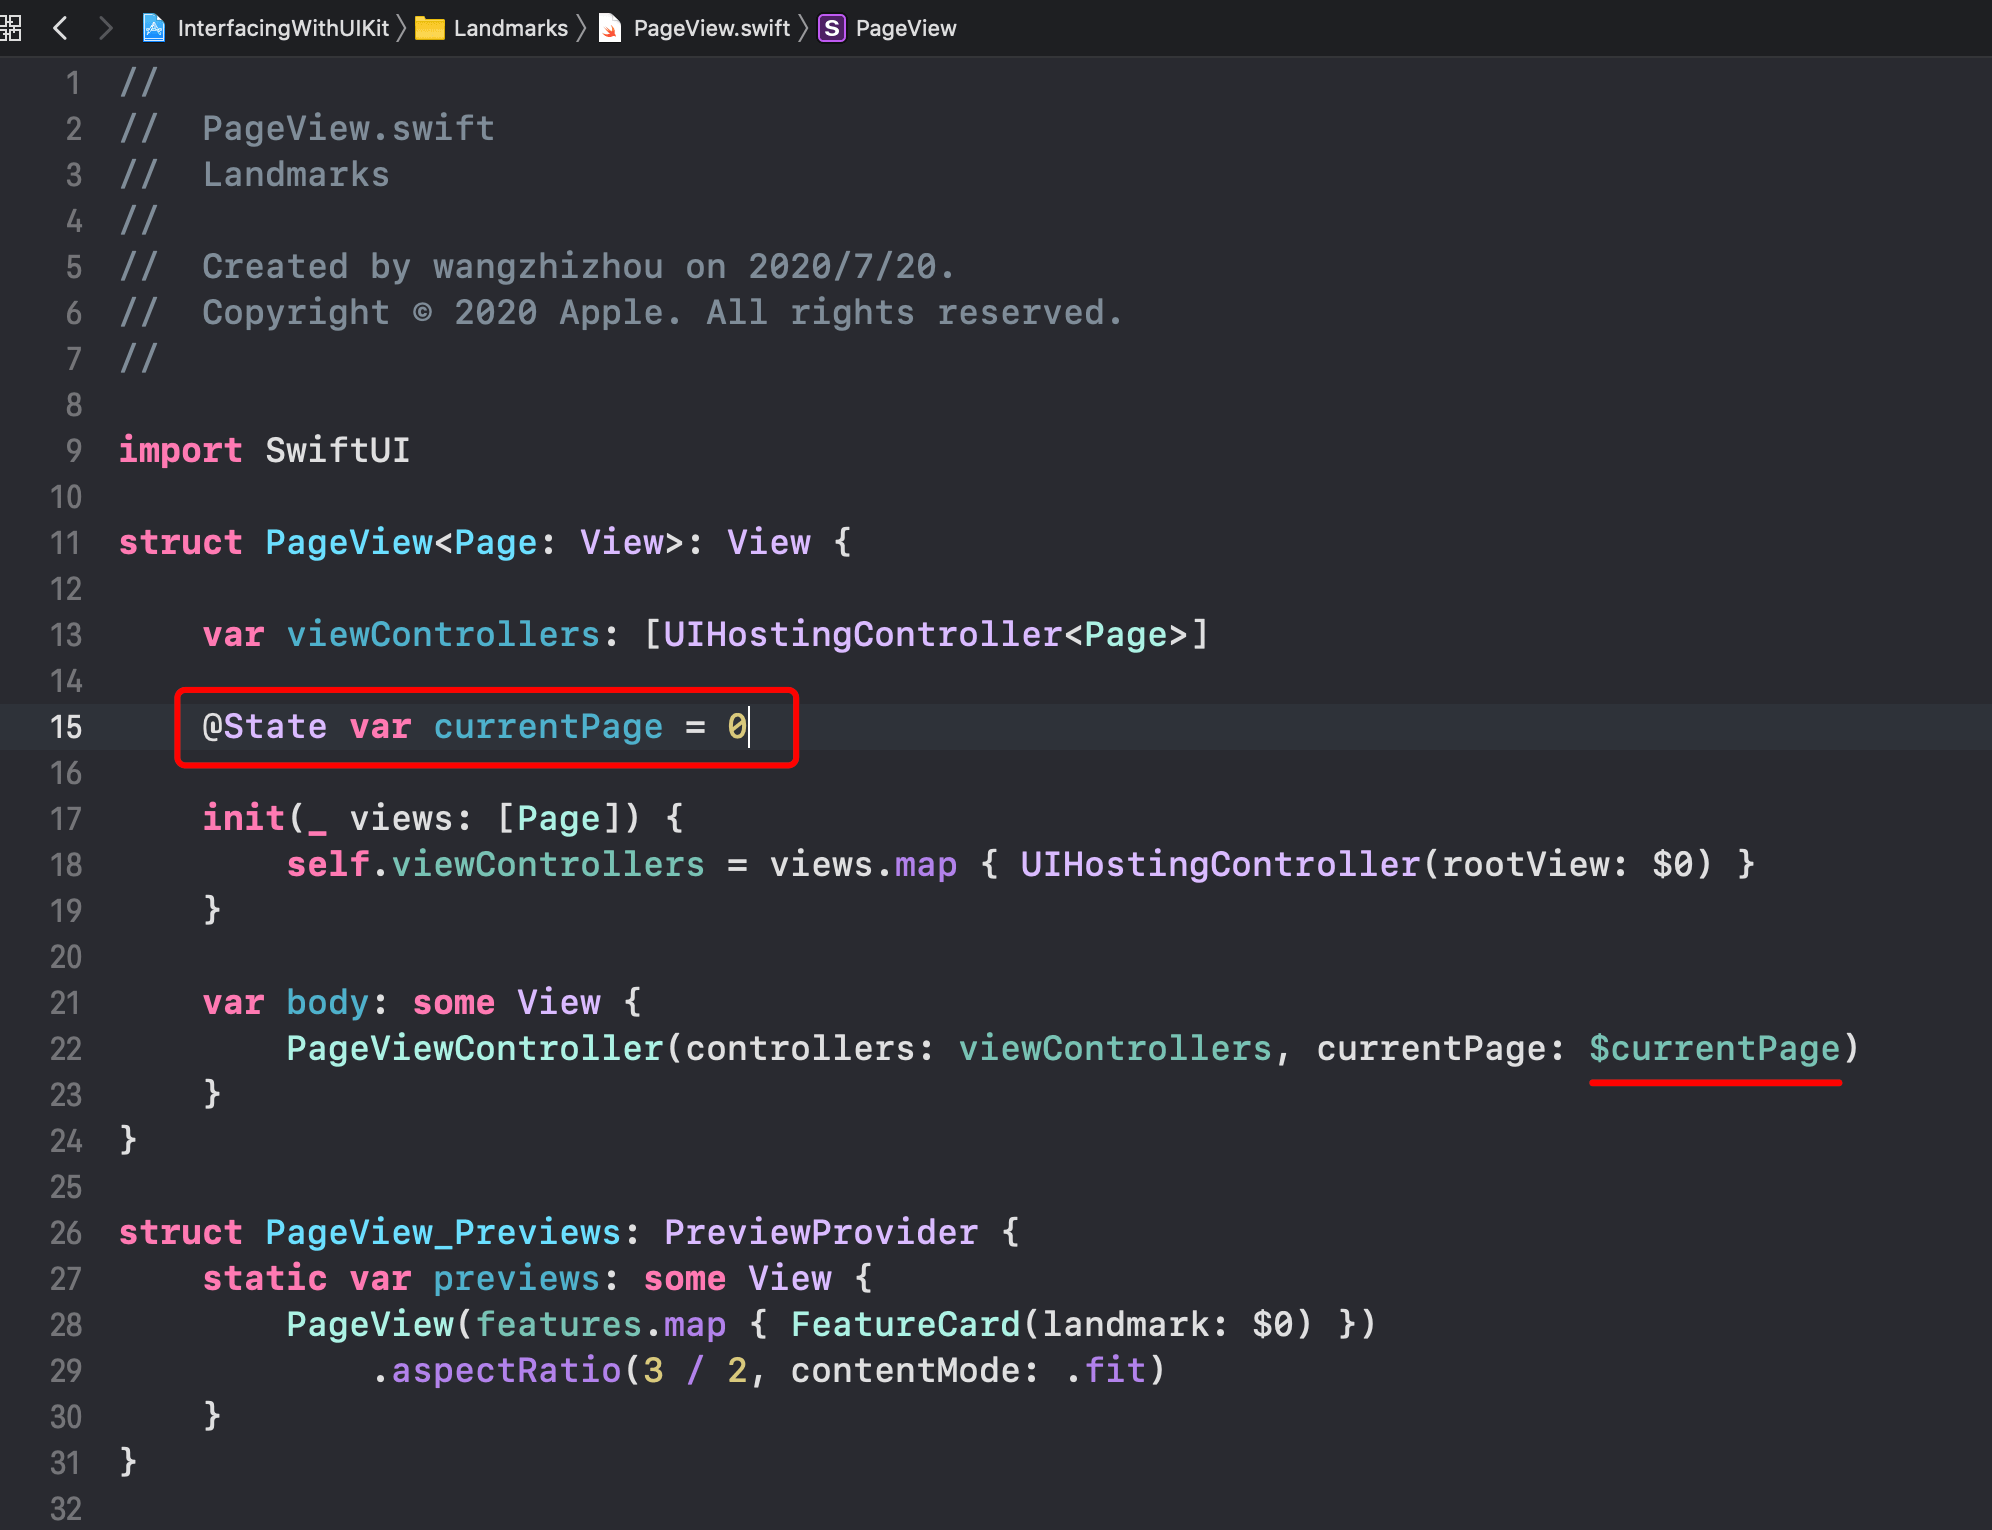 InterfacingWithUIKit Landmarks PageView.swift S PageView
1 //
2 //  PageView.swift
3 //  Landmarks
4 //
5 //  Created by wangzhizhou on 2020/7/20.
6 //  Copyright © 2020 Apple. All rights reserved.
7 //
8
9 import SwiftUI
10
11 struct PageView<Page: View>: View {
12
13     var viewControllers: [UIHostingController<Page>]
14
15     @State var currentPage = 0
16
17     init(_ views: [Page]) {
18         self.viewControllers = views.map { UIHostingController(rootView: $0) }
19     }
20
21     var body: some View {
22         PageViewController(controllers: viewControllers, currentPage: $currentPage)
23     }
24 }
25
26 struct PageView_Previews: PreviewProvider {
27     static var previews: some View {
28         PageView(features.map { FeatureCard(landmark: $0) })
29             .aspectRatio(3 / 2, contentMode: .fit)
30     }
31 }
32